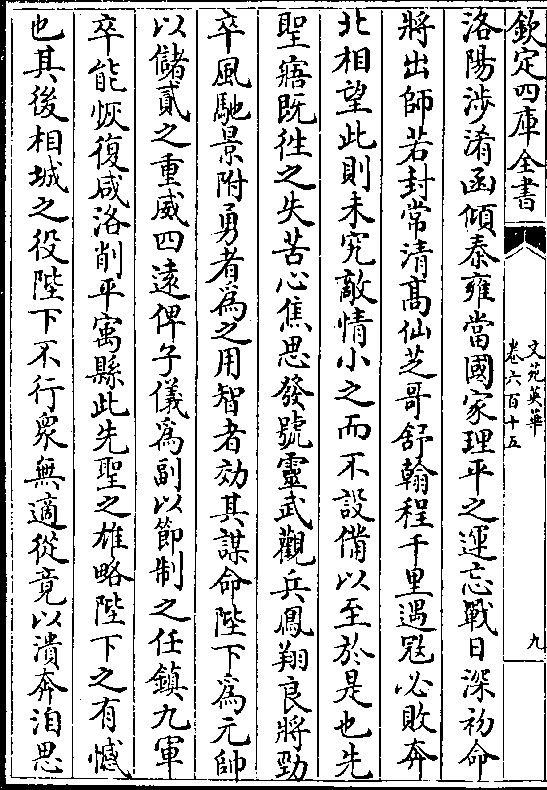 欽定四庫全書
文苑英華
卷六百十五
九
洛陽涉淆函傾秦雍當國家理平之運忘戰日深初命
將出師若封常清髙仙芝哥舒翰程千里遇冦必敗奔
北相望此則未究敵情小之而不設備以至於是也先
聖寤既徃之失苦心焦思發號靈武觀兵鳳翔良將勁
卒風馳景附勇者為之用智者効其謀命陛下為元帥
以儲貳之重威四遠俾子儀為副以節制之任鎮九軍
卒能恢復咸洛削平寓縣此先聖之雄略陛下之有憾
也其後相城之役陛下不行衆無適從竟以潰奔洎思